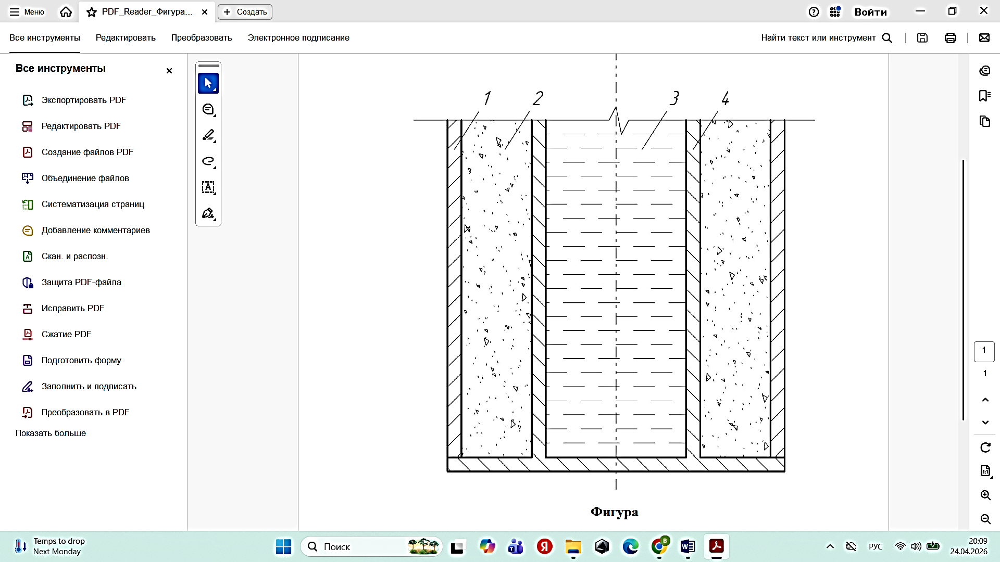 Меню
PDF_Reader_Фигура...
Создать
Войти
Все инструменты
Редактировать
Преобразовать
Электронное подписание
Найти текст или инструмент
Все инструменты
Экспортировать PDF
Редактировать PDF
Создание файлов PDF
Объединение файлов
Систематизация страниц
Добавление комментариев
Скан. и распозн.
Защита PDF-файла
Исправить PDF
Сжатие PDF
Подготовить форму
Заполнить и подписать
Преобразовать в PDF
Показать больше
1 2 3 4
Фигура
1
1
Temps to drop
Next Monday
Поиск
РУС
20:09
24.04.2026